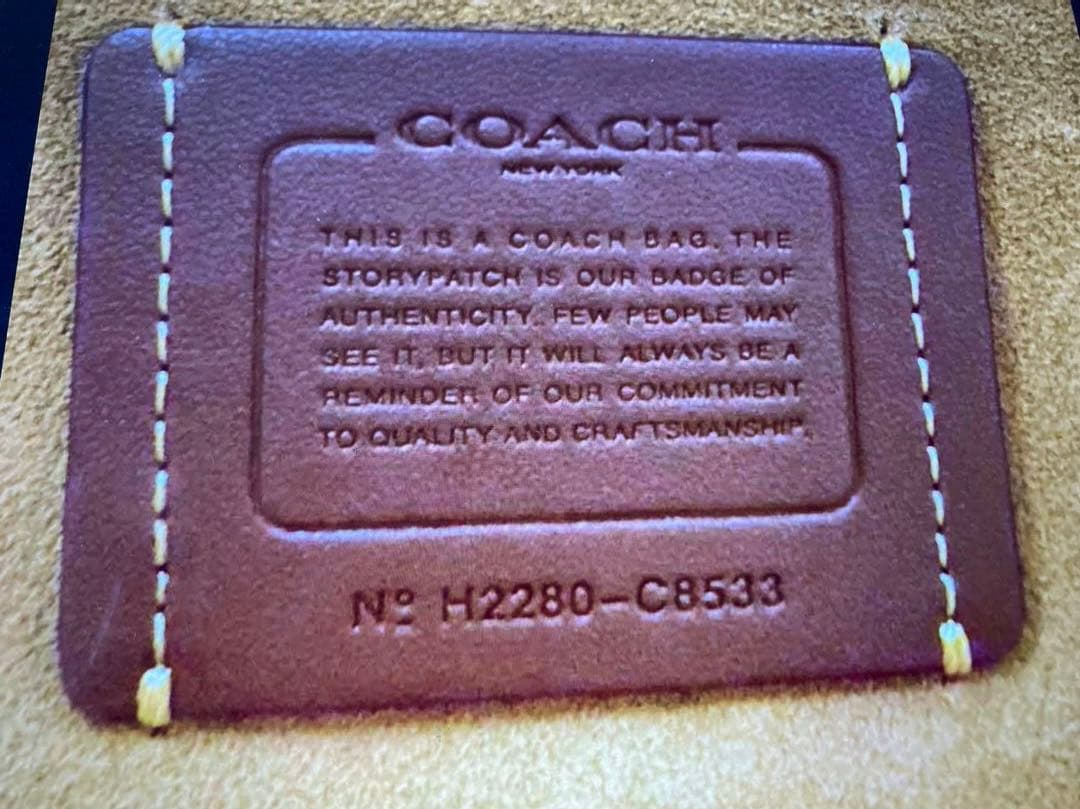 COACH
NEW YORK
THIS IS A COACH BAG. THE
STORYPATCH IS OUR BADGE OF
AUTHENTICITY. FEW PEOPLE MAY
SEE IT, BUT IT WILL ALWAYS BE A
REMINDER OF OUR COMMITMENT
TO QUALITY AND CRAFTSMANSHIP.
Nº H2280-C8533